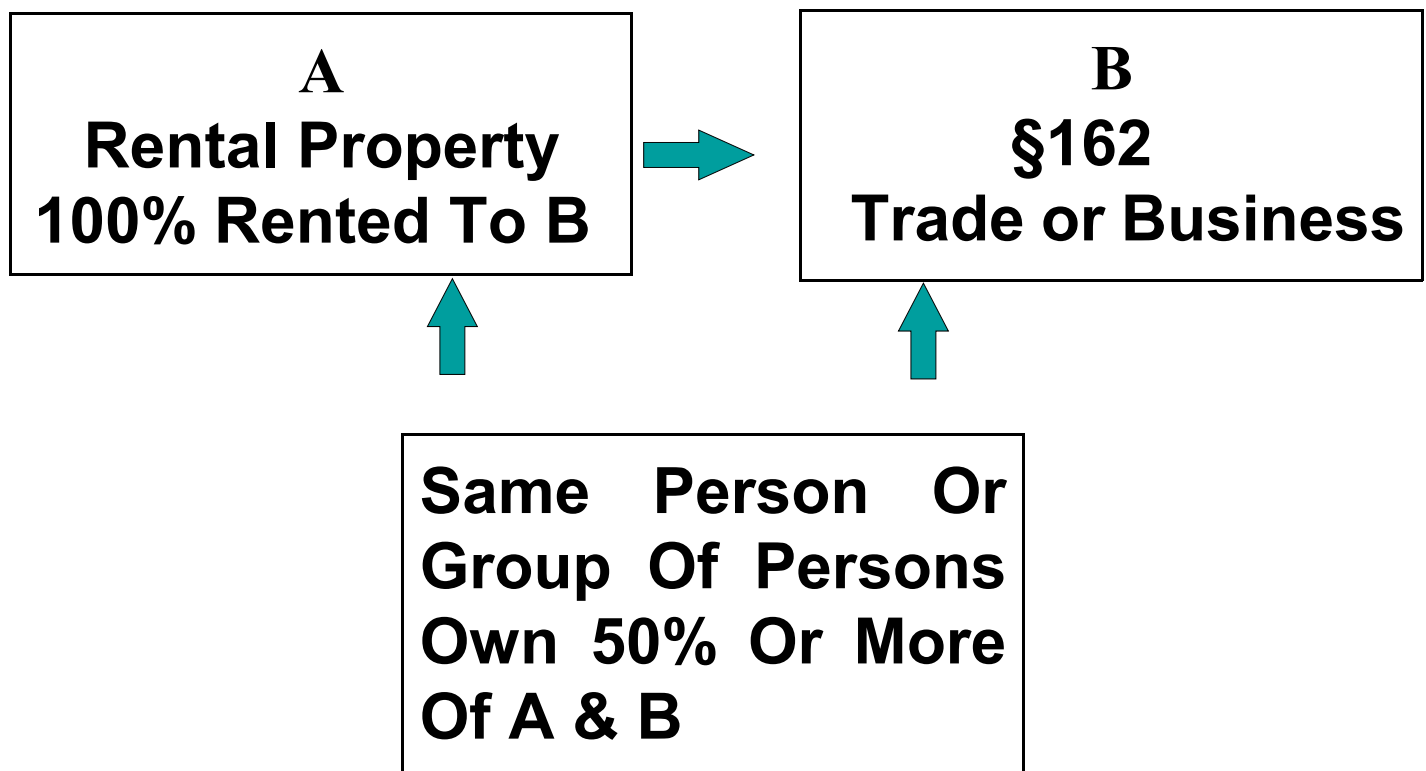 A
Rental Property
100% Rented To B
B
§162
Trade or Business
Same Person Or
Group Of Persons
Own 50% Or More
Of A & B